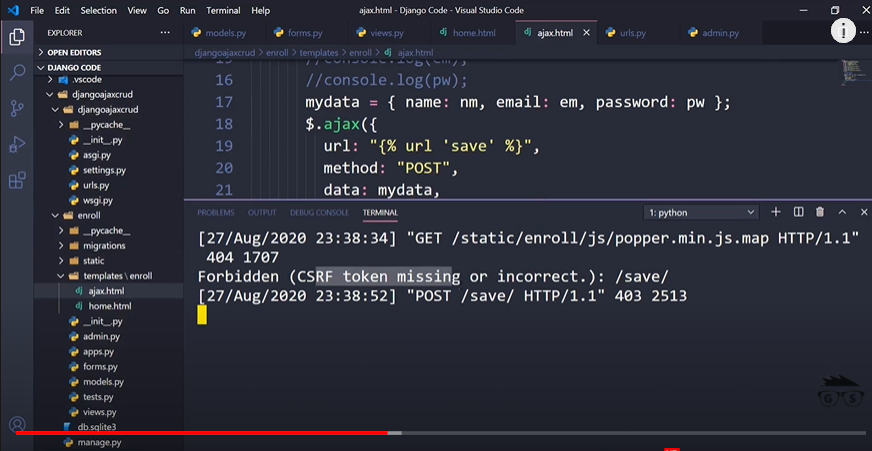 File Edit Selection View Go Run Terminal Help
ajax.html - Django Code - Visual Studio Code
EXPLORER
models.py forms.py views.py home.html ajax.html urls.py admin.py
djangoajaxcrud > enroll > templates > enroll > ajax.html
OPEN EDITORS
DJANGO CODE
.vscode
djangoajaxcrud
djangoajaxcrud
__pycache__
__init__.py
asgi.py
settings.py
urls.py
wsgi.py
enroll
__pycache__
migrations
static
templates \ enroll
ajax.html
home.html
__init__.py
admin.py
apps.py
forms.py
models.py
tests.py
views.py
db.sqlite3
manage.py
15 //console.log(em);
16 //console.log(pw);
17 mydata = { name: nm, email: em, password: pw };
18 $.ajax({
19 url: "{% url 'save' %}",
20 method: "POST",
21 data: mydata,
PROBLEMS OUTPUT DEBUG CONSOLE TERMINAL
1: python
[27/Aug/2020 23:38:34] "GET /static/enroll/js/popper.min.js.map HTTP/1.1"
404 1707
Forbidden (CSRF token missing or incorrect.): /save/
[27/Aug/2020 23:38:52] "POST /save/ HTTP/1.1" 403 2513
G S